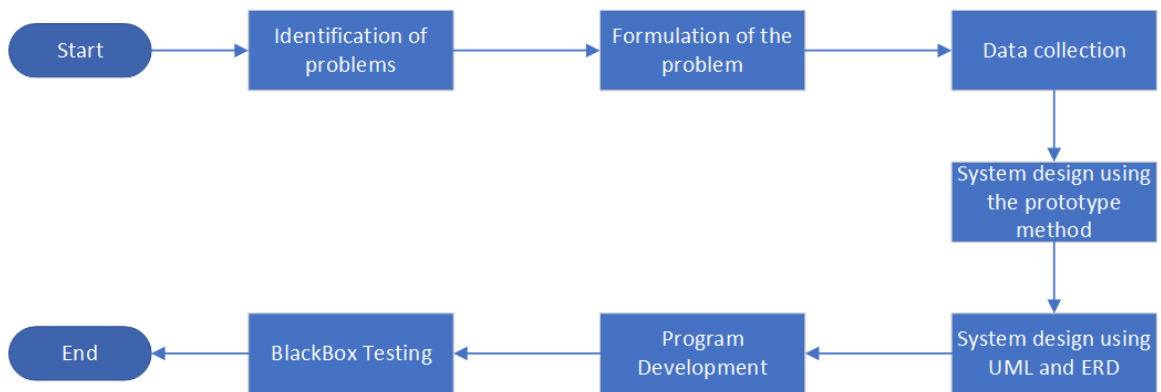 Start
Identification of
problems
Formulation of the
problem
Data collection
System design using
the prototype
method
System design using
UML and ERD
Program
Development
BlackBox Testing
End